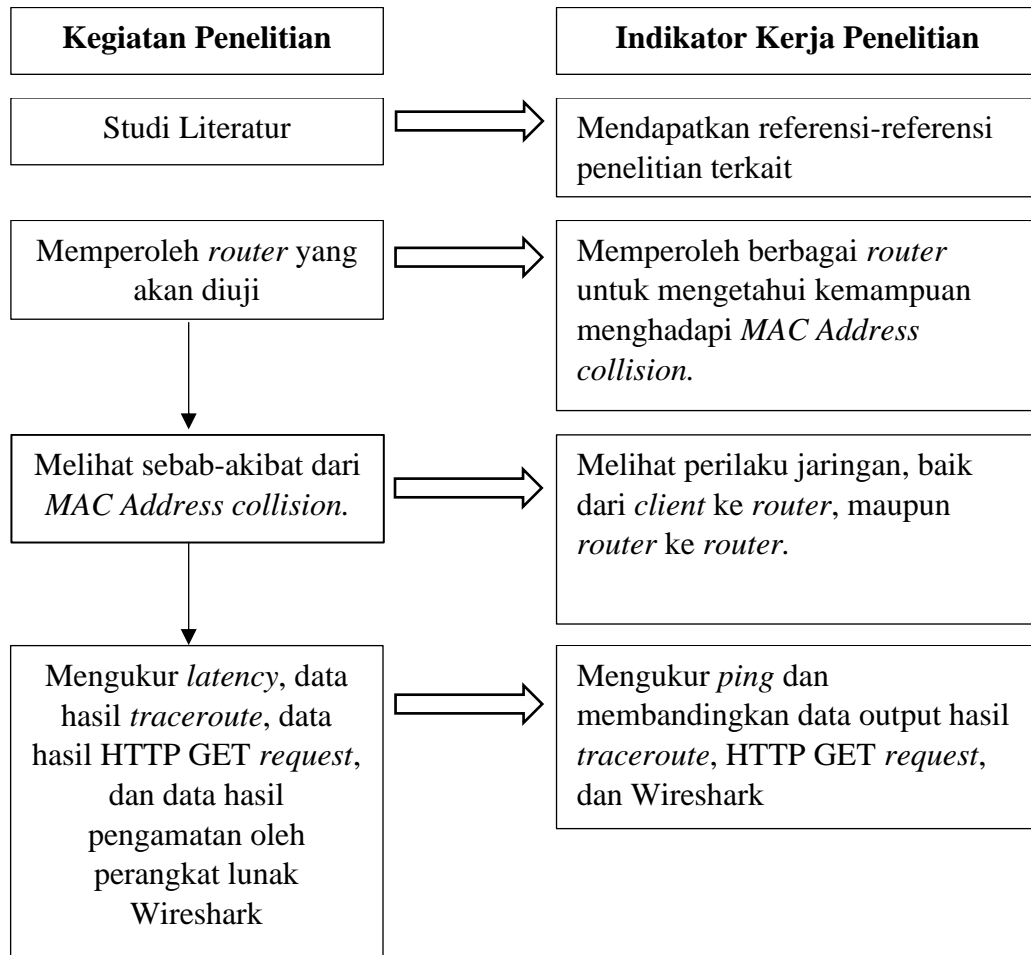 Kegiatan Penelitian
Indikator Kerja Penelitian
Studi Literatur
Mendapatkan referensi-referensi
penelitian terkait
Memperoleh router yang
akan diuji
Memperoleh berbagai router
untuk mengetahui kemampuan
menghadapi MAC Address
collision.
Melihat sebab-akibat dari
MAC Address collision.
Melihat perilaku jaringan, baik
dari client ke router, maupun
router ke router.
Mengukur latency, data
hasil traceroute, data
hasil HTTP GET request,
dan data hasil
pengamatan oleh
perangkat lunak
Wireshark
Mengukur ping dan
membandingkan data output hasil
traceroute, HTTP GET request,
dan Wireshark